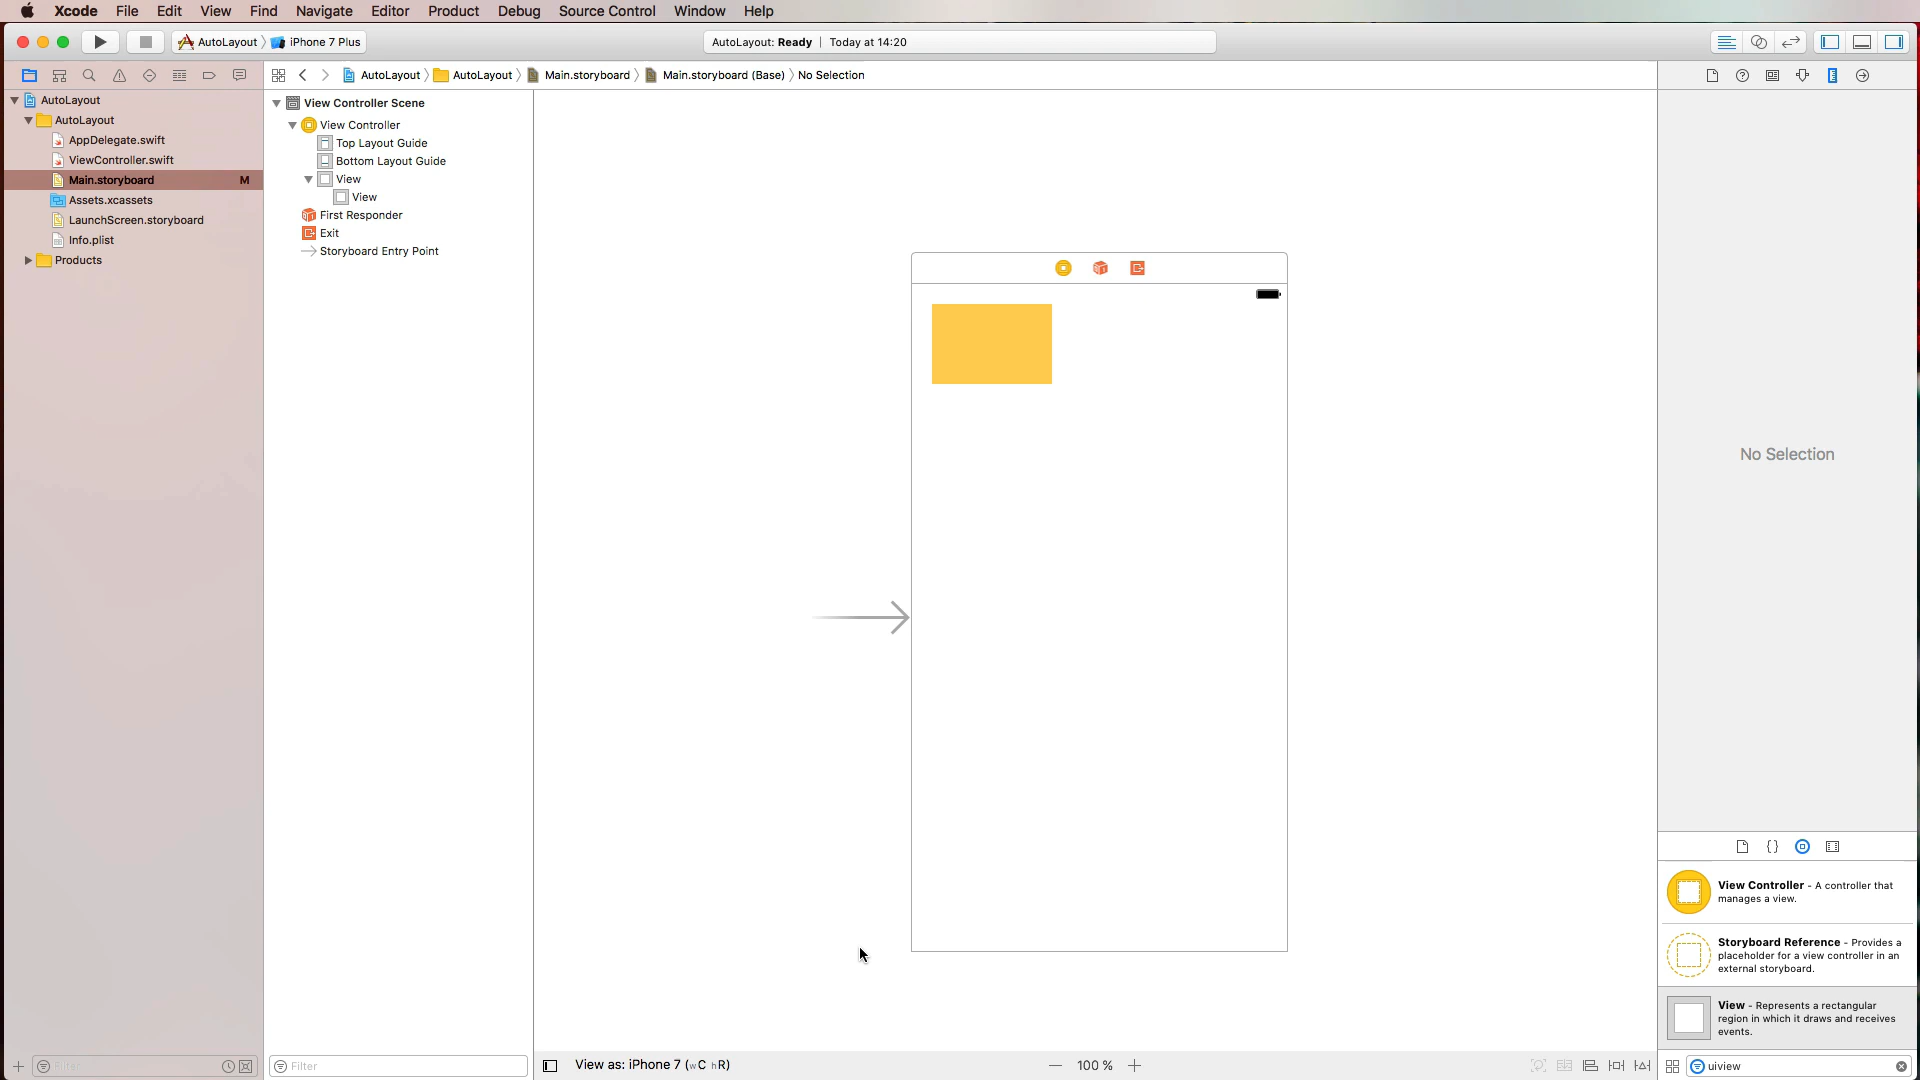 Xcode File Edit View Find Navigate Editor Product Debug Source Control Window Help
AutoLayout iPhone 7 Plus
AutoLayout: Ready | Today at 14:20
AutoLayout AutoLayout Main.storyboard Main.storyboard (Base) No Selection
AutoLayout
AutoLayout
AppDelegate.swift
ViewController.swift
Main.storyboard M
Assets.xcassets
LaunchScreen.storyboard
Info.plist
Products
View Controller Scene
View Controller
Top Layout Guide
Bottom Layout Guide
View
View
First Responder
Exit
Storyboard Entry Point
No Selection
View Controller - A controller that
manages a view.
Storyboard Reference - Provides a
placeholder for a view controller in an
external storyboard.
View - Represents a rectangular
region in which it draws and receives
events.
Filter
Filter
View as: iPhone 7 (wC hR)
100 %
uiview